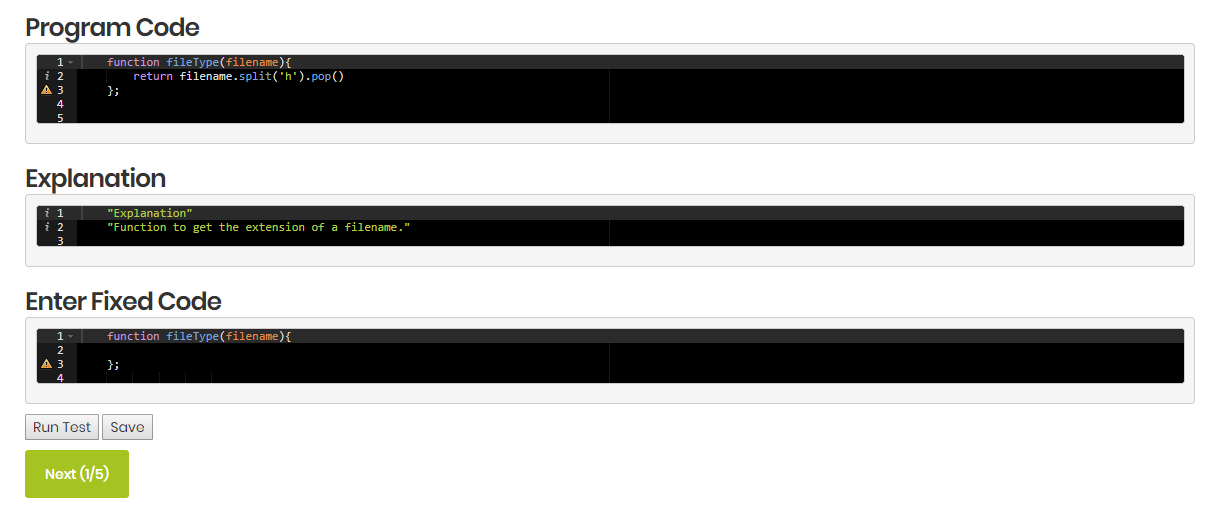 Program Code
1 function fileType(filename){
i 2 return filename.split('h').pop()
3 };
4
5
Explanation
i 1 "Explanation"
i 2 "Function to get the extension of a filename."
3
Enter Fixed Code
1 function fileType(filename){
2
3 };
4
Run Test Save
Next (1/5)